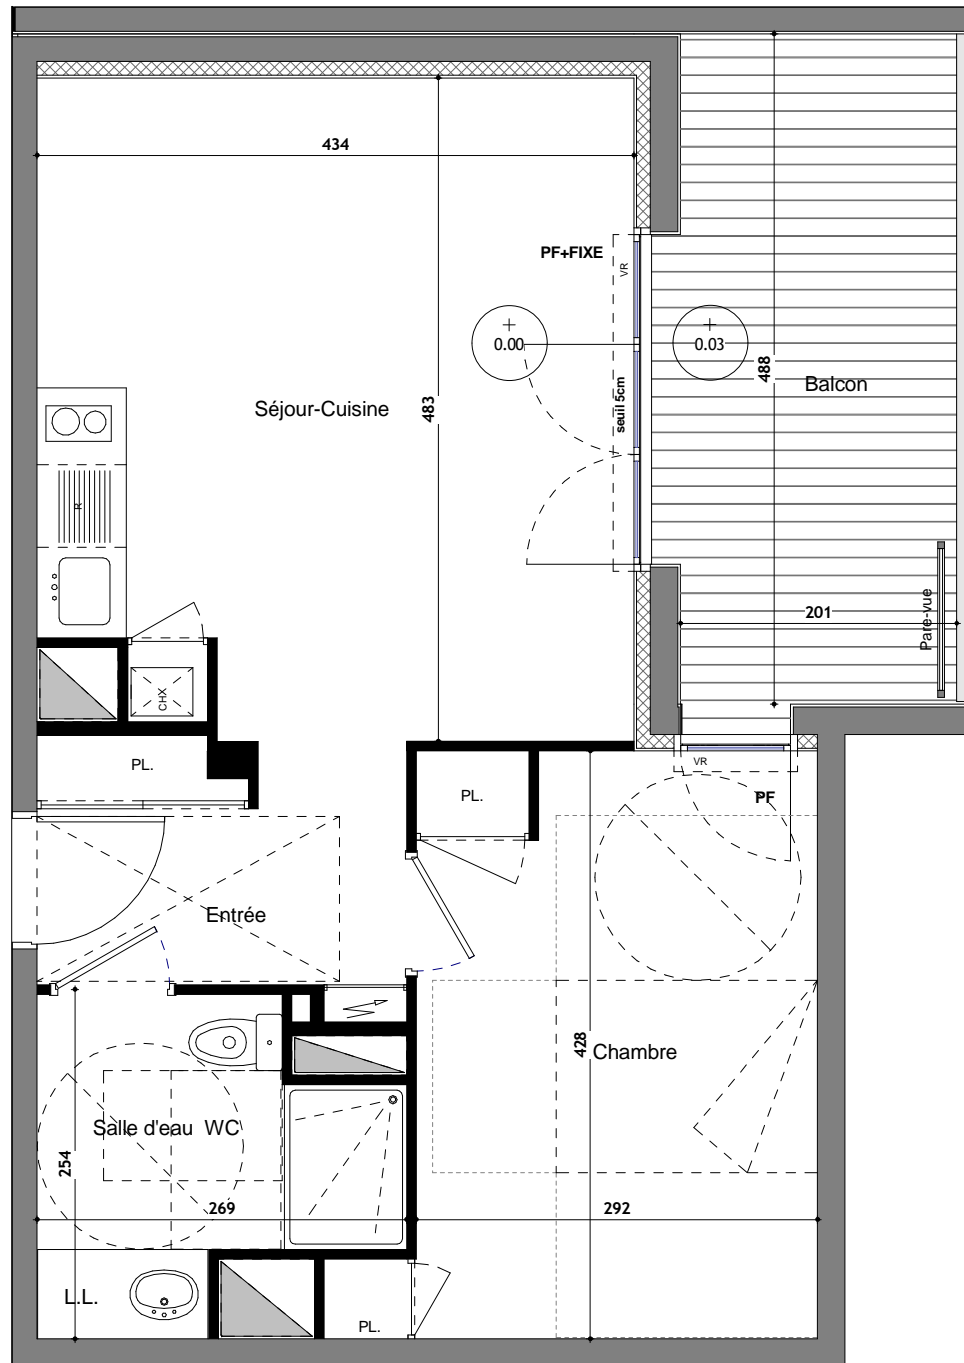 434
PF+FIXE
VR
0.00
0.03
488
Balcon
Séjour-Cuisine
483
seuil 5cm
R
201
Pare-vue
CHX
PL.
VR
PL.
PF
Entrée
428
Chambre
Salle d'eau WC
254
269
292
L.L.
PL.